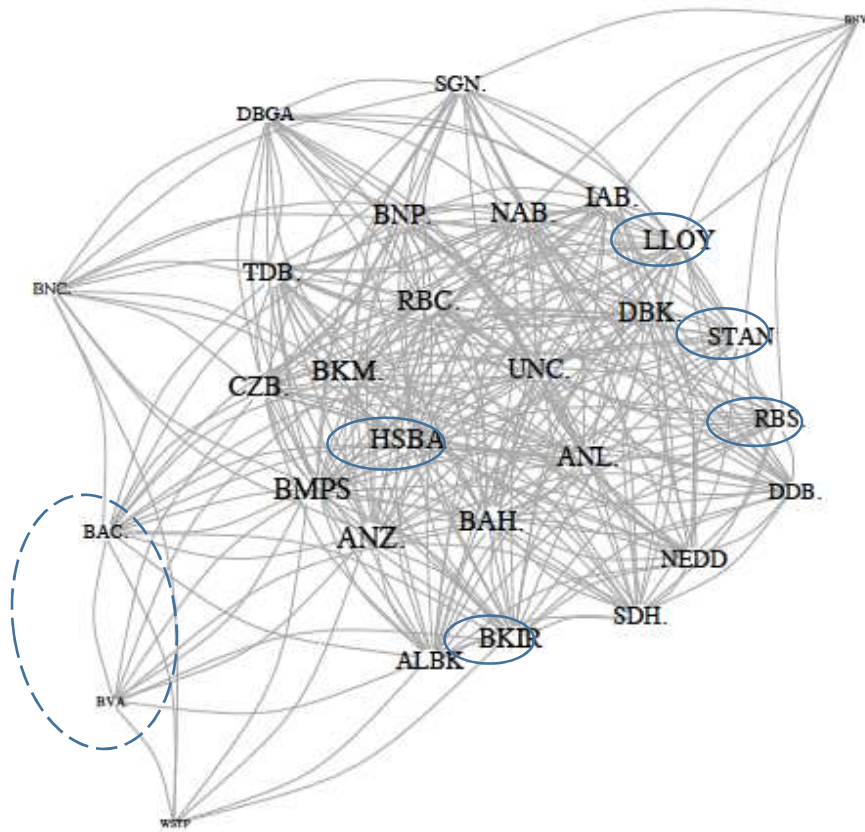 BNY
SGN.
DBGA
IAB.
BNP.
NAB.
LLOY
TDB.
BNC.
RBC.
DBK.
STAN
BKM.
UNC.
CZB.
RBS.
HSBA
ANL.
BMPS
DDB.
BAH.
BAC.
ANZ.
NEDD
SDH.
BKIR
ALBK
BVA
WSTP